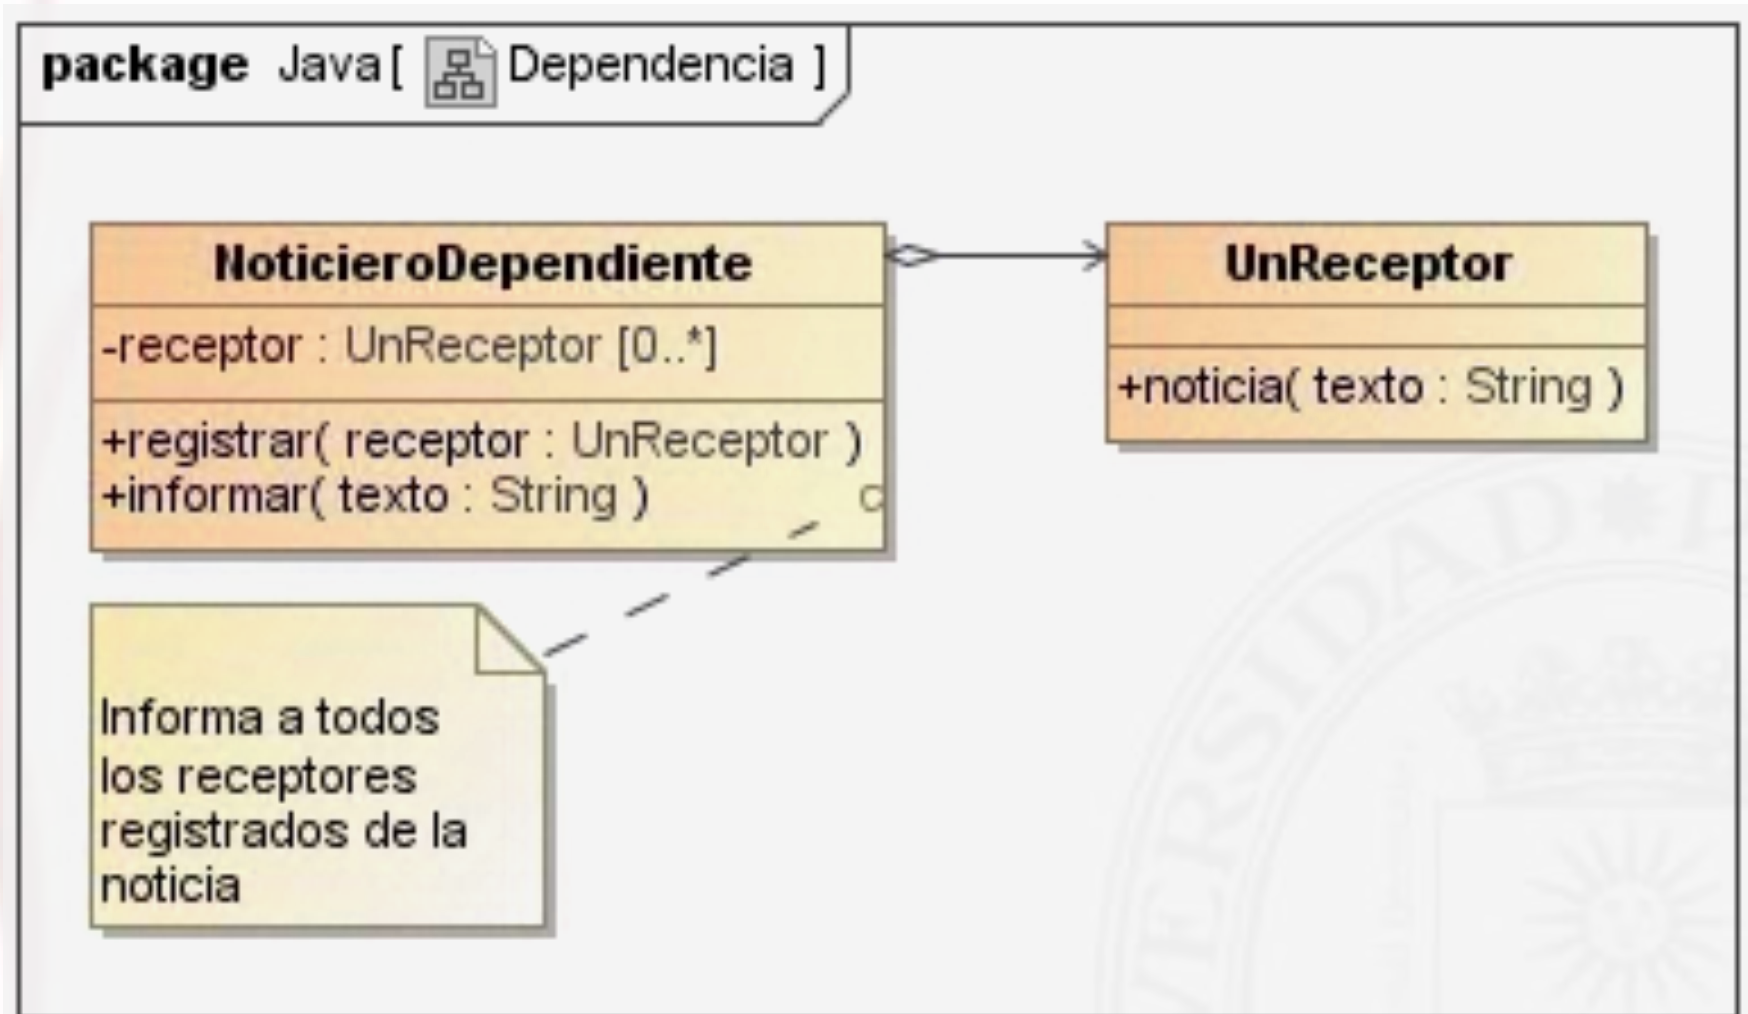 package Java[ Dependencia ]
NoticieroDependiente
-receptor : UnReceptor [0..*]
+registrar( receptor : UnReceptor )
+informar( texto : String )
UnReceptor
+noticia( texto : String )
Informa a todos
los receptores
registrados de la
noticia
VERSIDAD